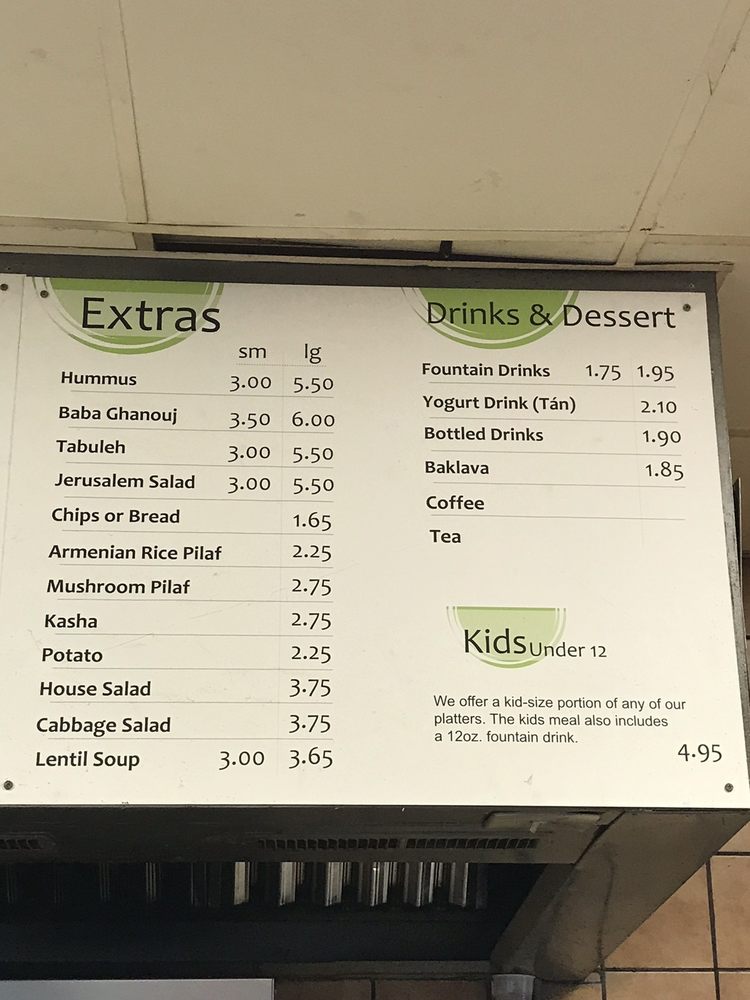 Extras
sm lg
Hummus 3.00 5.50
Baba Ghanouj 3.50 6.00
Tabuleh 3.00 5.50
Jerusalem Salad 3.00 5.50
Chips or Bread 1.65
Armenian Rice Pilaf 2.25
Mushroom Pilaf 2.75
Kasha 2.75
Potato 2.25
House Salad 3.75
Cabbage Salad 3.75
Lentil Soup 3.00 3.65
Drinks & Dessert
Fountain Drinks 1.75 1.95
Yogurt Drink (Tán) 2.10
Bottled Drinks 1.90
Baklava 1.85
Coffee
Tea
Kids Under 12
We offer a kid-size portion of any of our
platters. The kids meal also includes
a 12oz. fountain drink.
4.95